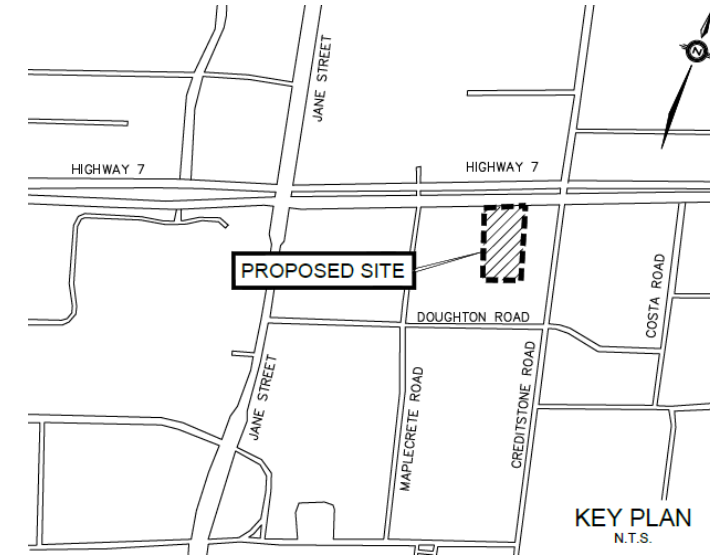 JANE STREET
N
HIGHWAY 7
HIGHWAY 7
PROPOSED SITE
COSTA ROAD
DOUGHTON ROAD
JANE STREET
MAPLECRETE ROAD
CREDITSTONE ROAD
KEY PLAN
N.T.S.